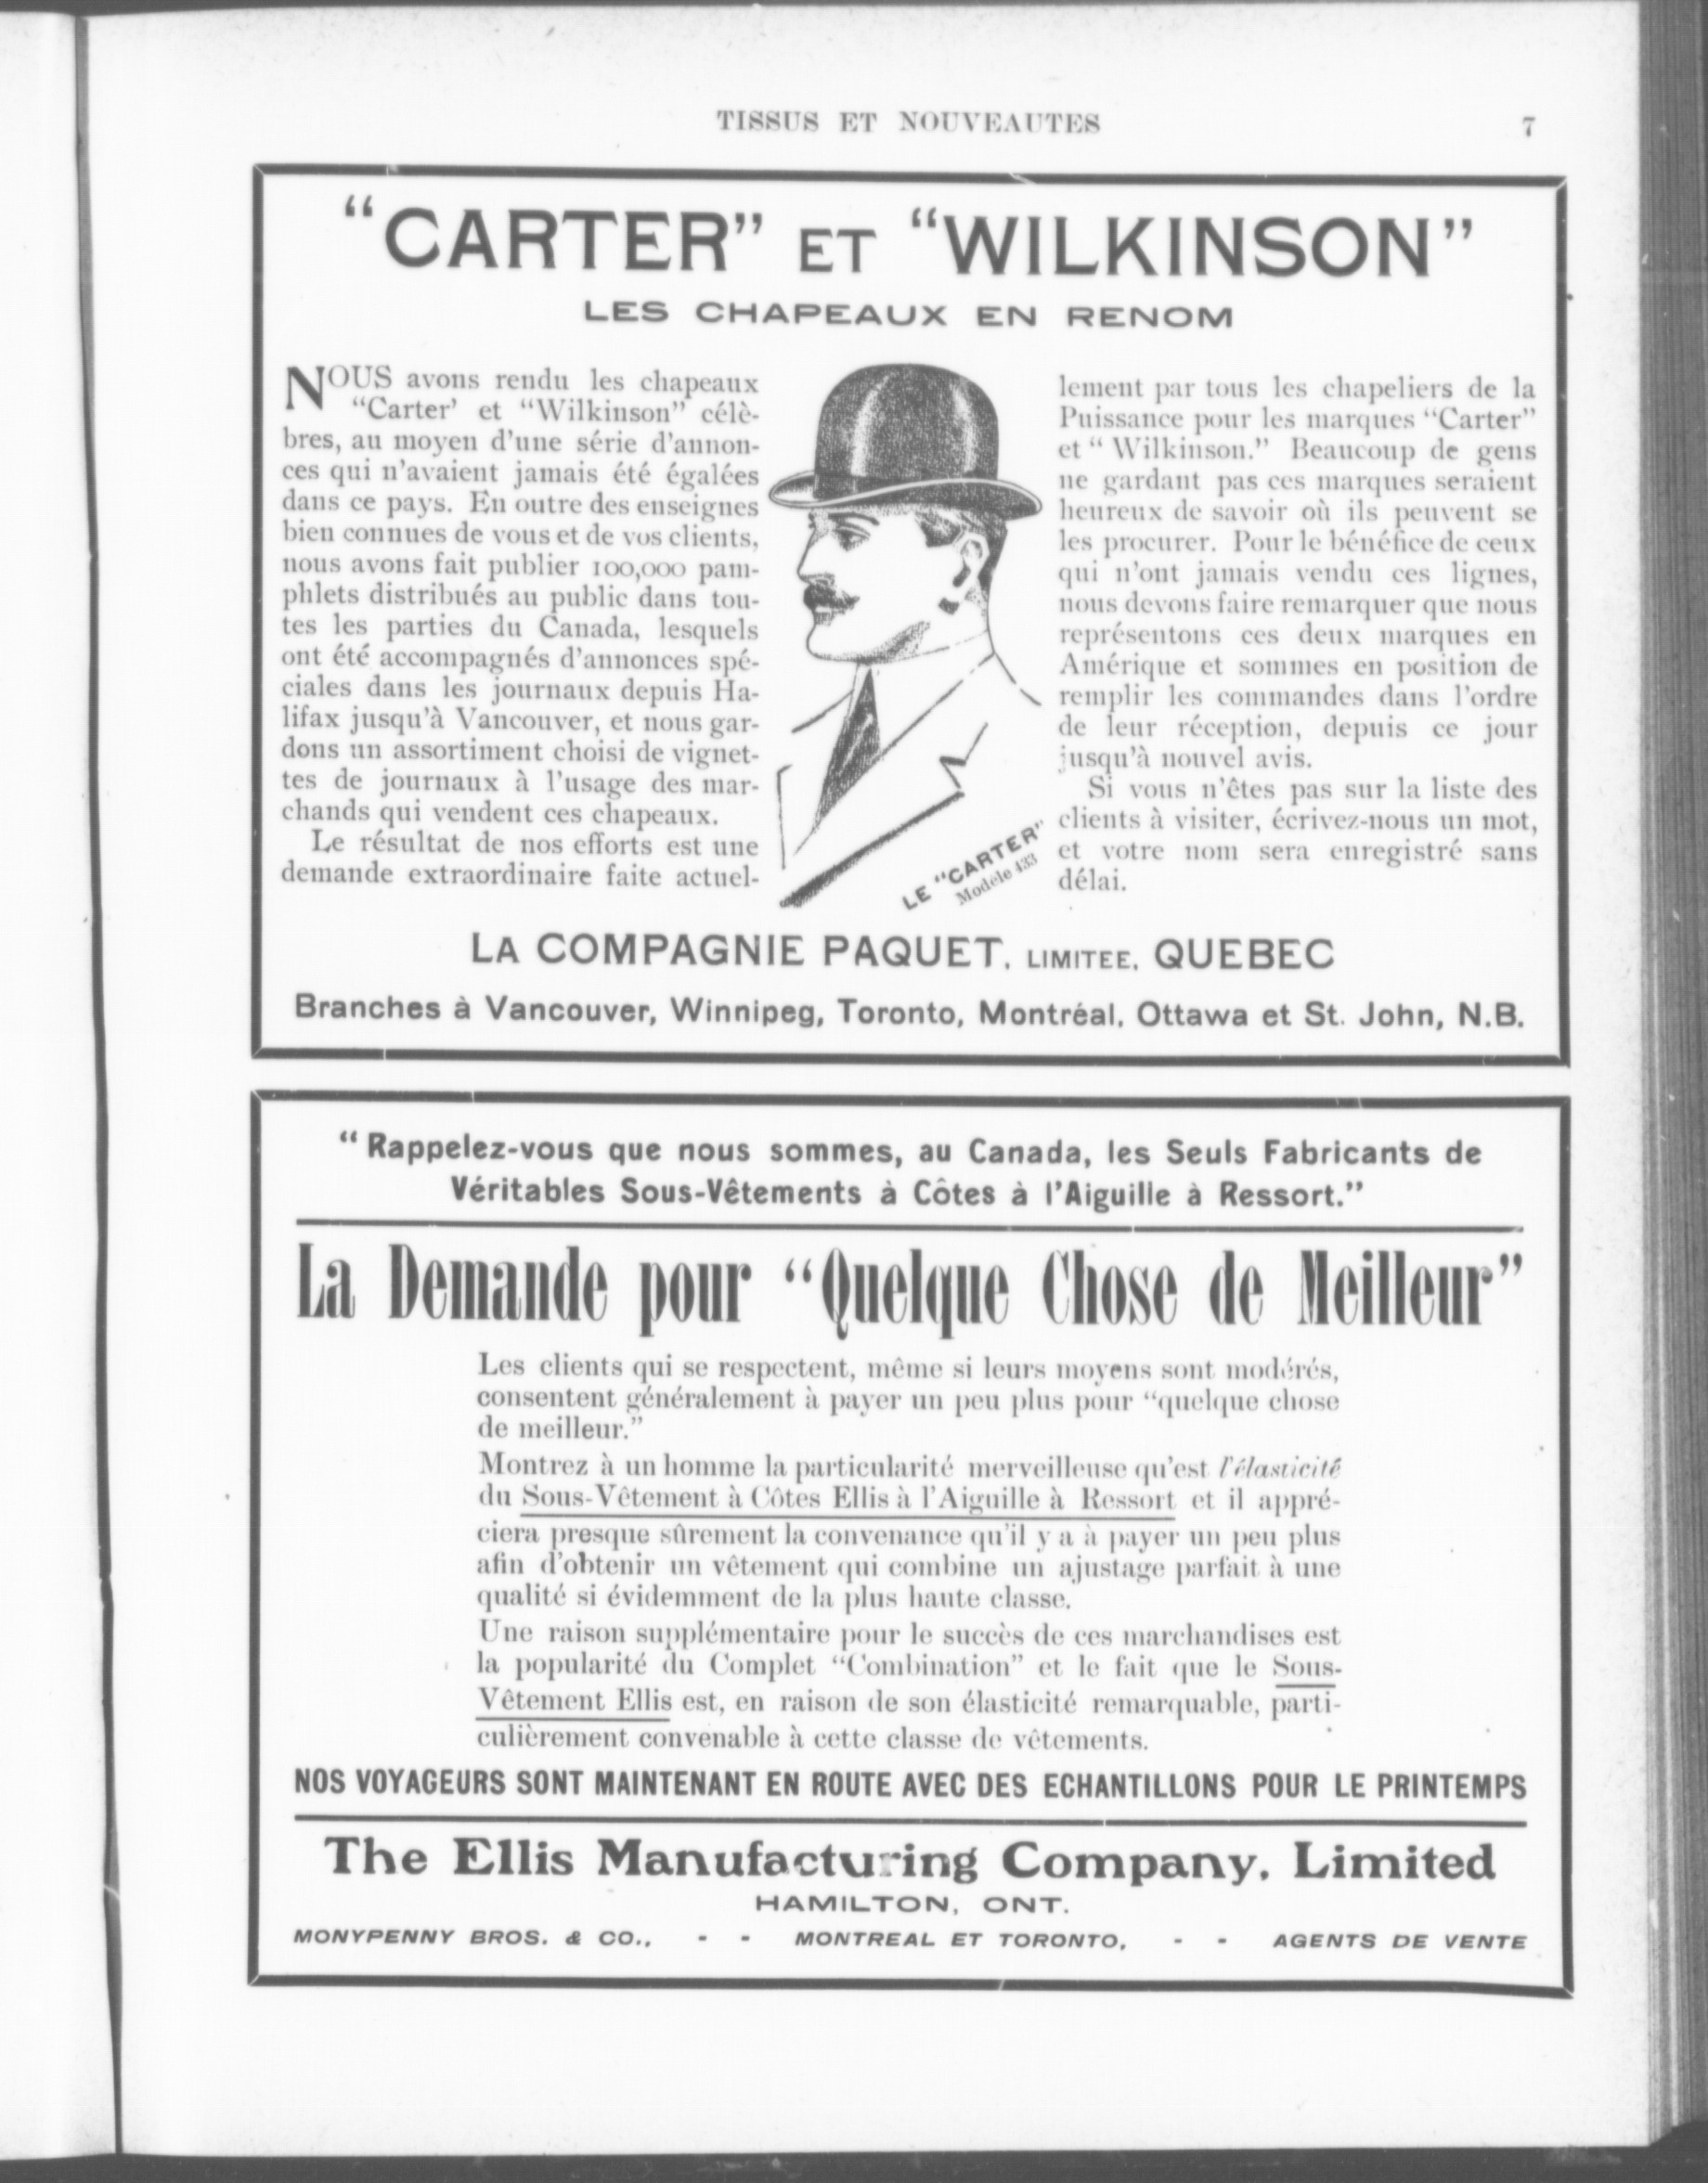 TISSUS ET NOUVEAUTES 7
"CARTER" ET "WILKINSON"
LES CHAPEAUX EN RENOM
NOUS avons rendu les chapeaux
"Carter' et "Wilkinson" célè-
bres, au moyen d'une série d'annon-
ces qui n'avaient jamais été égalées
dans ce pays. En outre des enseignes
bien connues de vous et de vos clients,
nous avons fait publier 100,000 pam-
phlets distribués au public dans tou-
tes les parties du Canada, lesquels
ont été accompagnés d'annonces spé-
ciales dans les journaux depuis Ha-
lifax jusqu'à Vancouver, et nous gar-
dons un assortiment choisi de vignet-
tes de journaux à l'usage des mar-
chands qui vendent ces chapeaux.
Le résultat de nos efforts est une
demande extraordinaire faite actuel-
LE "CARTER"
Modèle 433
lement par tous les chapeliers de la
Puissance pour les marques "Carter"
et " Wilkinson." Beaucoup de gens
ne gardant pas ces marques seraient
heureux de savoir où ils peuvent se
les procurer. Pour le bénéfice de ceux
qui n'ont jamais vendu ces lignes,
nous devons faire remarquer que nous
représentons ces deux marques en
Amérique et sommes en position de
remplir les commandes dans l'ordre
de leur réception, depuis ce jour
jusqu'à nouvel avis.
Si vous n'êtes pas sur la liste des
clients à visiter, écrivez-nous un mot,
et votre nom sera enregistré sans
délai.
LA COMPAGNIE PAQUET, LIMITEE, QUEBEC
Branches à Vancouver, Winnipeg, Toronto, Montréal, Ottawa et St. John, N.B.
" Rappelez-vous que nous sommes, au Canada, les Seuls Fabricants de
Véritables Sous-Vêtements à Côtes à l'Aiguille à Ressort."
La Demande pour "Quelque Chose de Meilleur"
Les clients qui se respectent, même si leurs moyens sont modérés,
consentent généralement à payer un peu plus pour "quelque chose
de meilleur."
Montrez à un homme la particularité merveilleuse qu'est l'élasticité
du Sous-Vêtement à Côtes Ellis à l'Aiguille à Ressort et il appré-
ciera presque sûrement la convenance qu'il y a à payer un peu plus
afin d'obtenir un vêtement qui combine un ajustage parfait à une
qualité si évidemment de la plus haute classe.
Une raison supplémentaire pour le succès de ces marchandises est
la popularité du Complet "Combination" et le fait que le Sous-
Vêtement Ellis est, en raison de son élasticité remarquable, parti-
culièrement convenable à cette classe de vêtements.
NOS VOYAGEURS SONT MAINTENANT EN ROUTE AVEC DES ECHANTILLONS POUR LE PRINTEMPS
The Ellis Manufacturing Company, Limited
HAMILTON, ONT.
MONYPENNY BROS. & CO., - - MONTREAL ET TORONTO, - - AGENTS DE VENTE